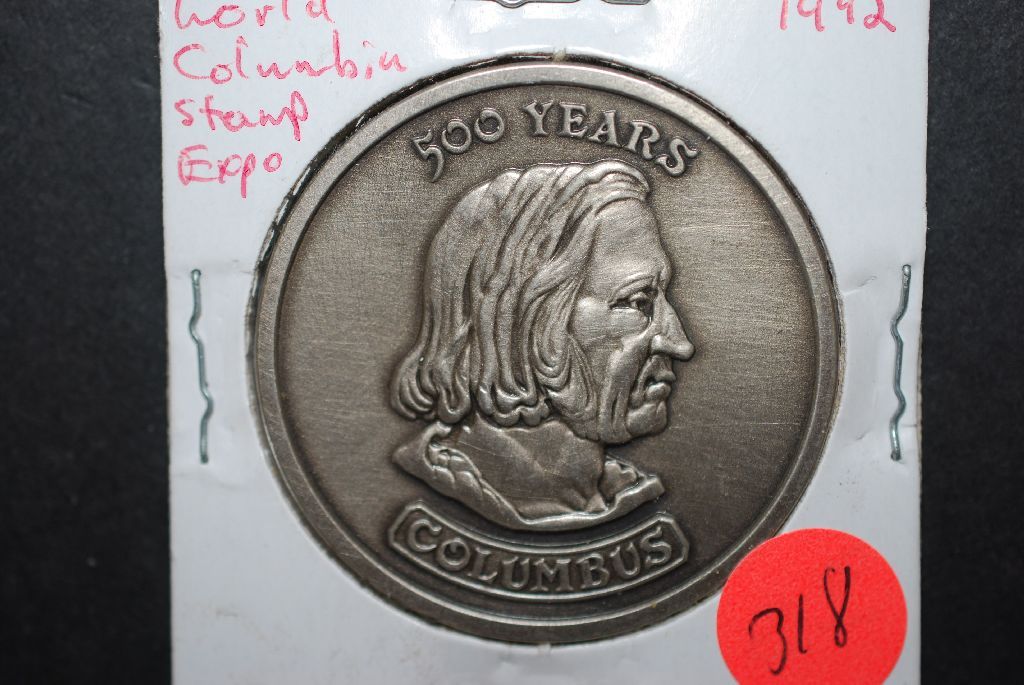 World 1992
Columbia
Stamp
Expo
500 YEARS
COLUMBUS
318